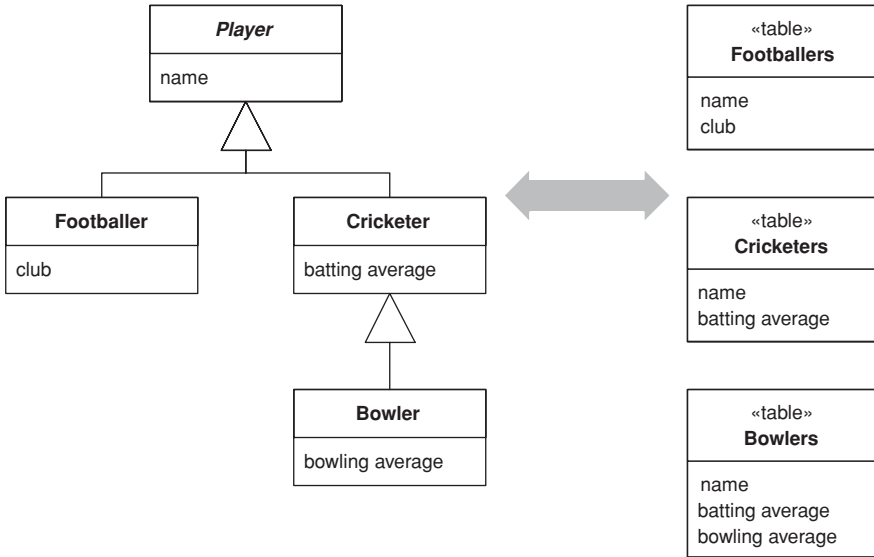 Player
name
Footballer
club
Cricketer
batting average
Bowler
bowling average
«table»
Footballers
name
club
«table»
Cricketers
name
batting average
«table»
Bowlers
name
batting average
bowling average